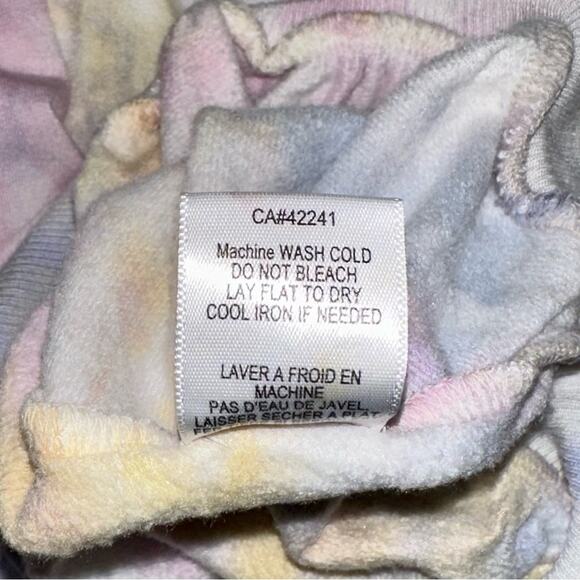 CA#42241
Machine WASH COLD
DO NOT BLEACH
LAY FLAT TO DRY
COOL IRON IF NEEDED
LAVER A FROID EN
MACHINE
PAS D'EAU DE JAVEL
LAISSER SECHER A PLAT